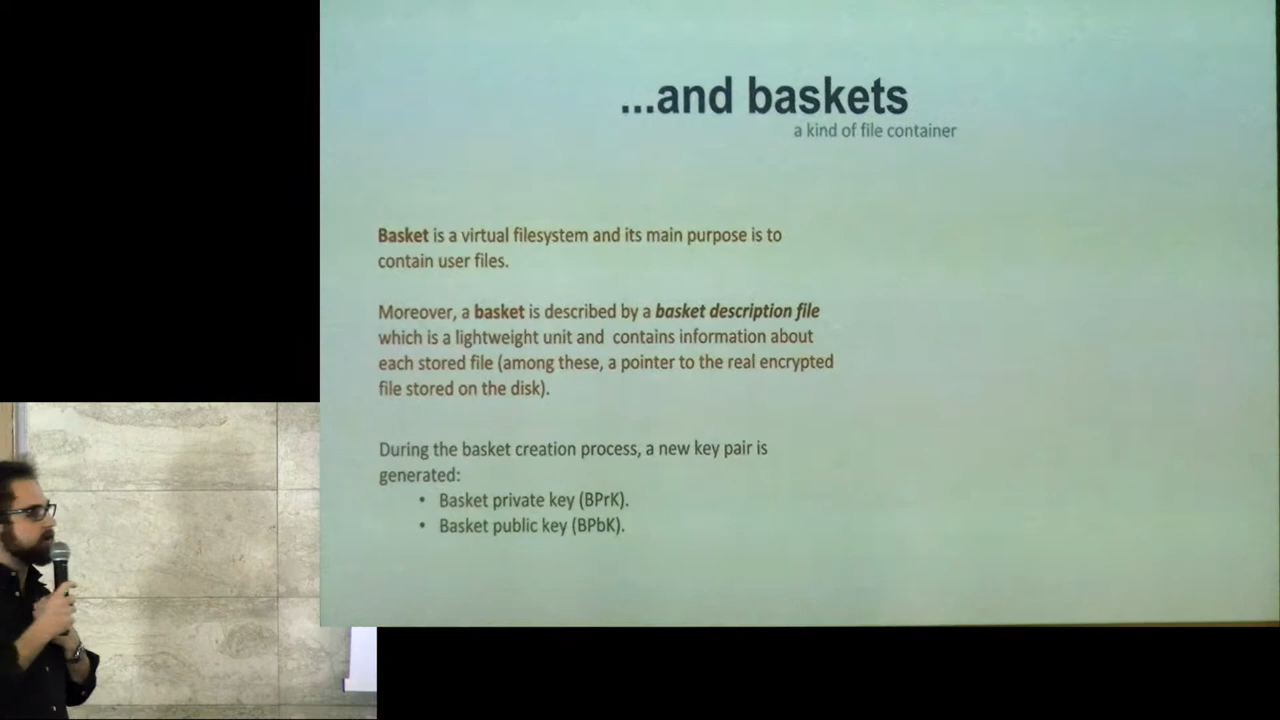 ...and baskets
a kind of file container
Basket is a virtual filesystem and its main purpose is to
contain user files.
Moreover, a basket is described by a basket description file
which is a lightweight unit and contains information about
each stored file (among these, a pointer to the real encrypted
file stored on the disk).
During the basket creation process, a new key pair is
generated:
• Basket private key (BPrK).
• Basket public key (BPbK).